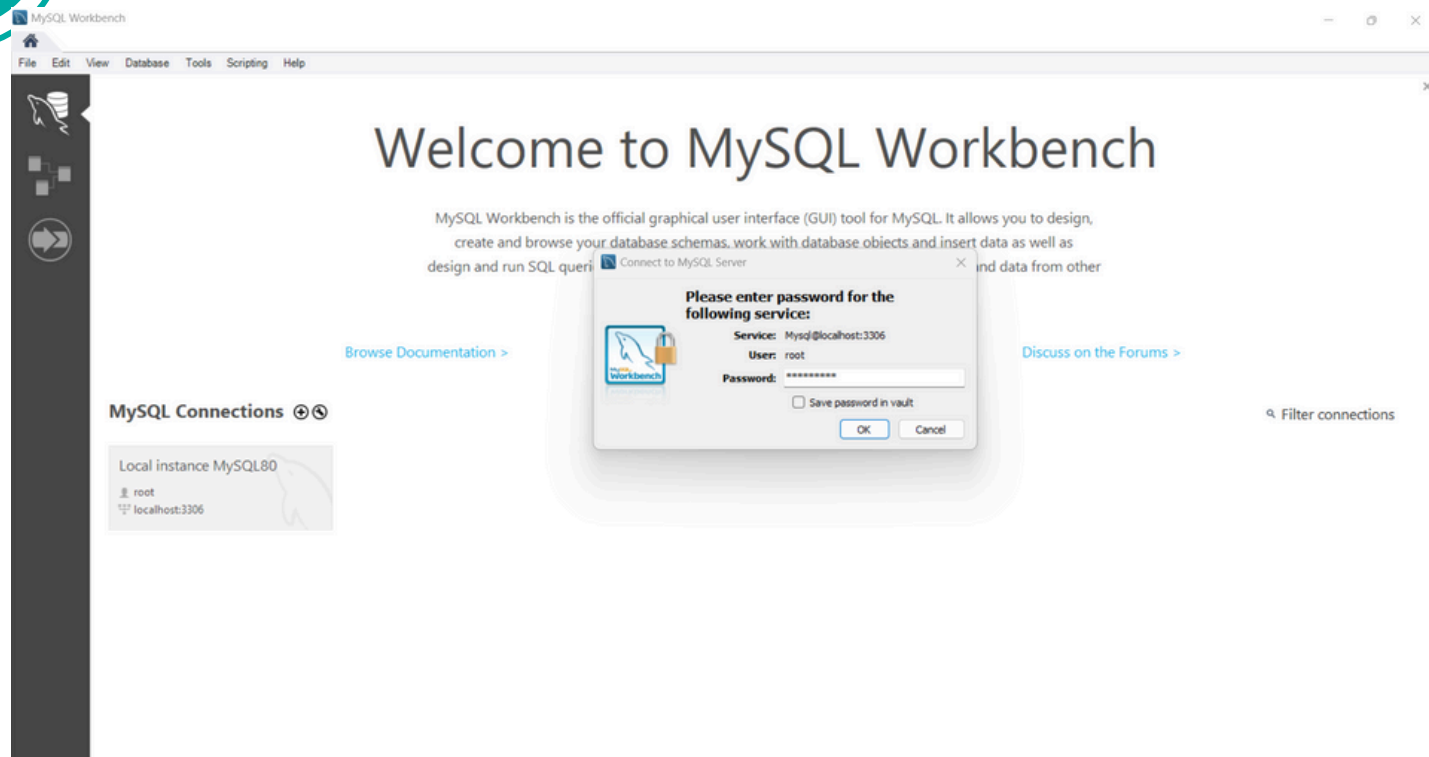 MySQL Workbench
File Edit View Database Tools Scripting Help
Welcome to MySQL Workbench
MySQL Workbench is the official graphical user interface (GUI) tool for MySQL. It allows you to design,
create and browse your database schemas, work with database objects and insert data as well as
design and run SQL queri
and data from other
Connect to MySQL Server
Please enter password for the
following service:
Service: Mysql@localhost:3306
User: root
Password: *********
Save password in vault
OK Cancel
MySQL
Workbench
Browse Documentation >
Discuss on the Forums >
MySQL Connections
Filter connections
Local instance MySQL80
root
localhost:3306